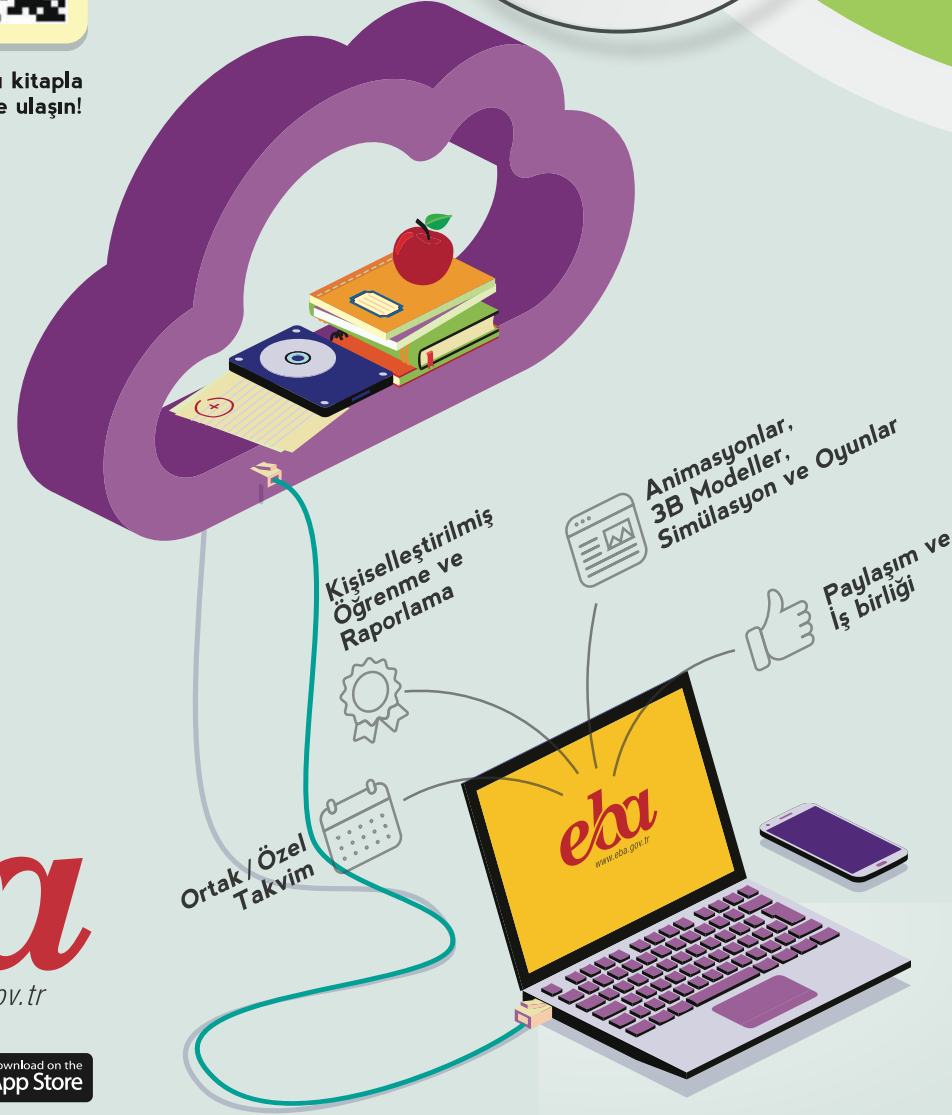 kitapla
e ulaşın!
Animasyonlar,
3B Modeller,
Simülasyon ve Oyunlar
Kişiselleştirilmiş
Öğrenme ve
Raporlama
Paylaşım ve
İş birliği
Ortak / Özel
Takvim
eba
www.eba.gov.tr
a
ov.tr
ownload on the
App Store